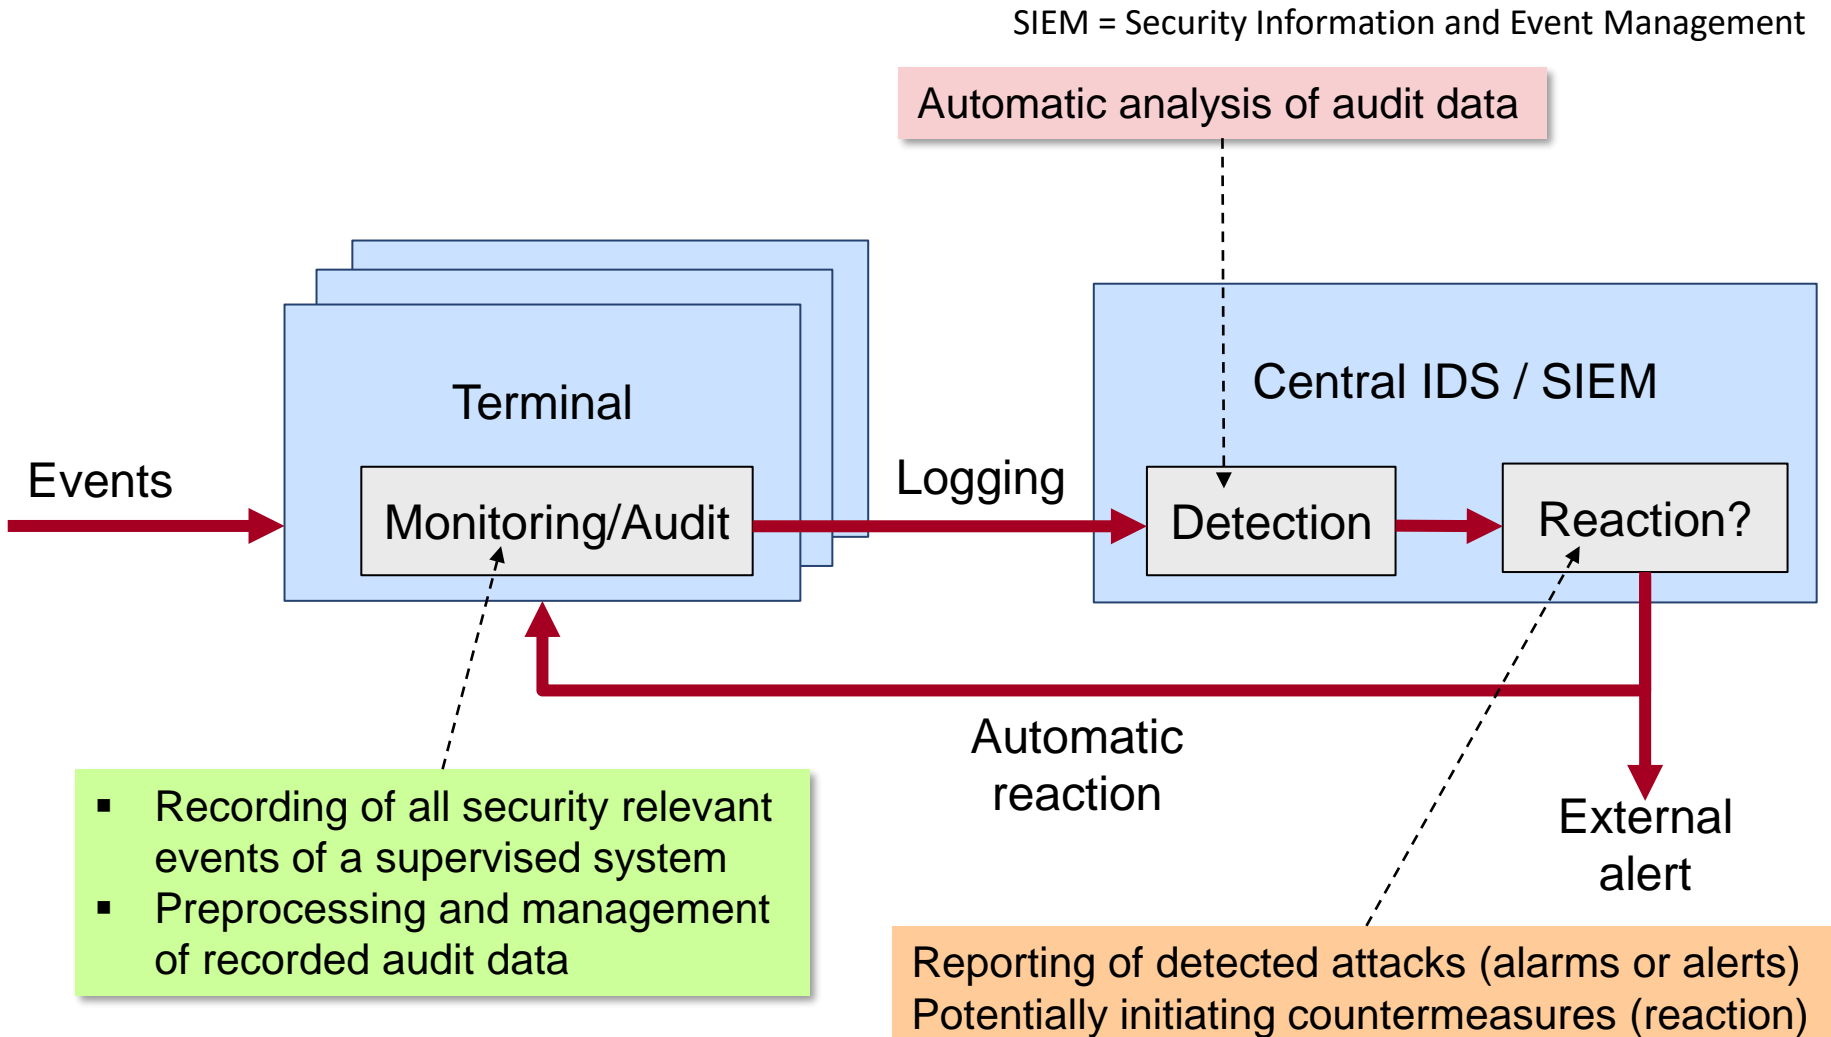 SIEM = Security Information and Event Management
Automatic analysis of audit data
Terminal
Central IDS / SIEM
Events
Logging
Monitoring/Audit
Detection
Reaction?
Automatic
reaction
External
alert
▪ Recording of all security relevant
events of a supervised system
▪ Preprocessing and management
of recorded audit data
Reporting of detected attacks (alarms or alerts)
Potentially initiating countermeasures (reaction)